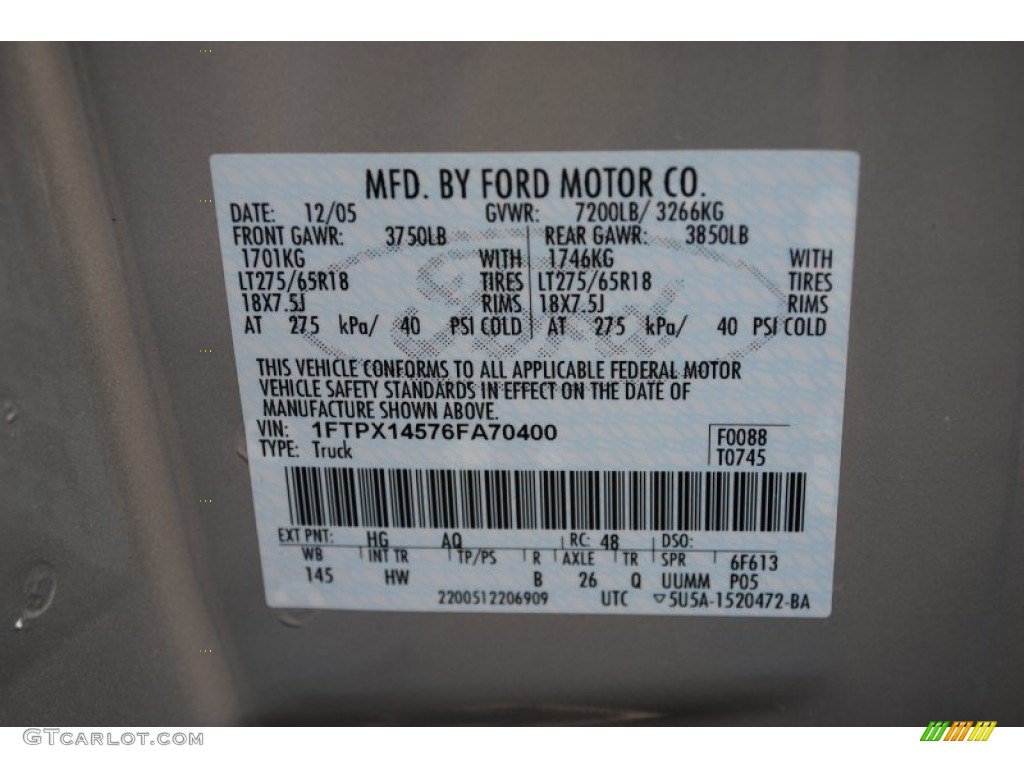 MFD. BY FORD MOTOR CO.
DATE: 12/05 GVWR: 7200LB/ 3266KG
FRONT GAWR: 3750LB REAR GAWR: 3850LB
1701KG WITH 1746KG WITH
LT275/65R18 TIRES LT275/65R18 TIRES
18X7.5J RIMS 18X7.5J RIMS
AT 275 kPa/ 40 PSI COLD AT 275 kPa/ 40 PSI COLD
Ford
THIS VEHICLE CONFORMS TO ALL APPLICABLE FEDERAL MOTOR
VEHICLE SAFETY STANDARDS IN EFFECT ON THE DATE OF
MANUFACTURE SHOWN ABOVE.
VIN: 1FTPX14576FA70400 F0088
TYPE: Truck T0745
EXT PNT: HG AQ RC: 48 DSO:
WB INT TR TP/PS R AXLE TR SPR 6F613
145 HW B 26 Q UUMM P05
2200512206909 UTC ▽5U5A-1520472-BA
GTCarlot.com